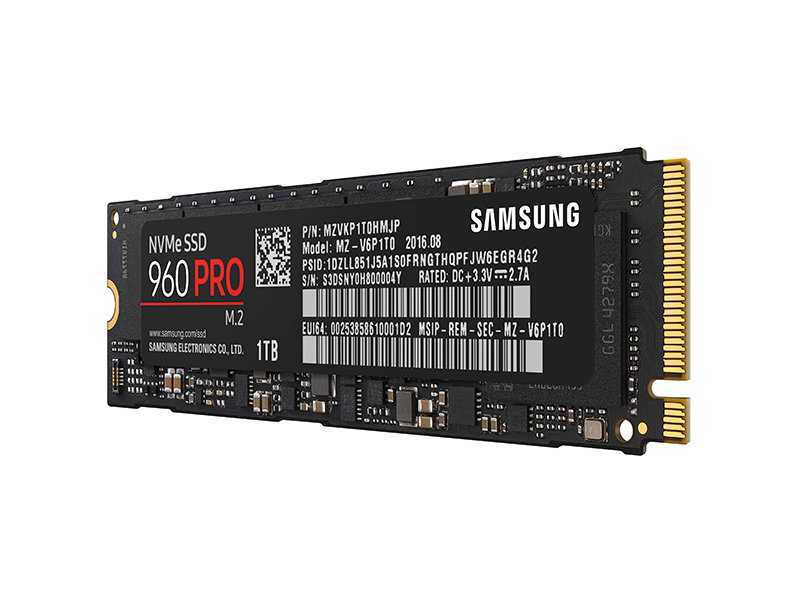 SAMSUNG
NVMe SSD
960 PRO
M.2
www.samsung.com/ssd
SAMSUNG ELECTRONICS CO., LTD.
1TB
P/N: MZVKP1T0HMJP
Model: MZ-V6P1T0 2016.08
PSID:1DZLL851J5A1S0FRNGTHQPFJW6EGR4G2
S/N: S3DSNY0H800004Y RATED: DC+3.3V⎓2.7A
EUI64: 00253858610001D2 MSIP-REM-SEC-MZ-V6P1T0